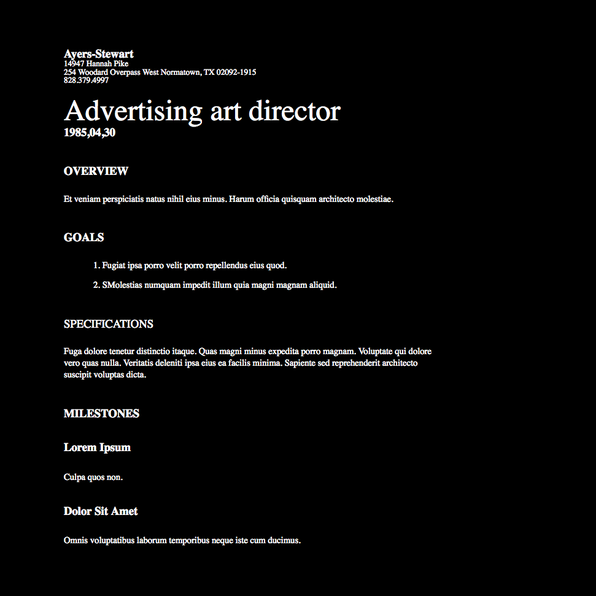 Ayers-Stewart
14947 Hannah Pike
254 Woodard Overpass West Normatown, TX 02092-1915
828.379.4997
Advertising art director
1985,04,30
OVERVIEW
Et veniam perspiciatis natus nihil eius minus. Harum officia quisquam architecto molestiae.
GOALS
1. Fugiat ipsa porro velit porro repellendus eius quod.
2. SMolestias numquam impedit illum quia magni magnam aliquid.
SPECIFICATIONS
Fuga dolore tenetur distinctio itaque. Quas magni minus expedita porro magnam. Voluptate qui dolore
vero quas nulla. Veritatis deleniti ipsa eius ea facilis minima. Sapiente sed reprehenderit architecto
suscipit voluptas dicta.
MILESTONES
Lorem Ipsum
Culpa quos non.
Dolor Sit Amet
Omnis voluptatibus laborum temporibus neque iste cum ducimus.